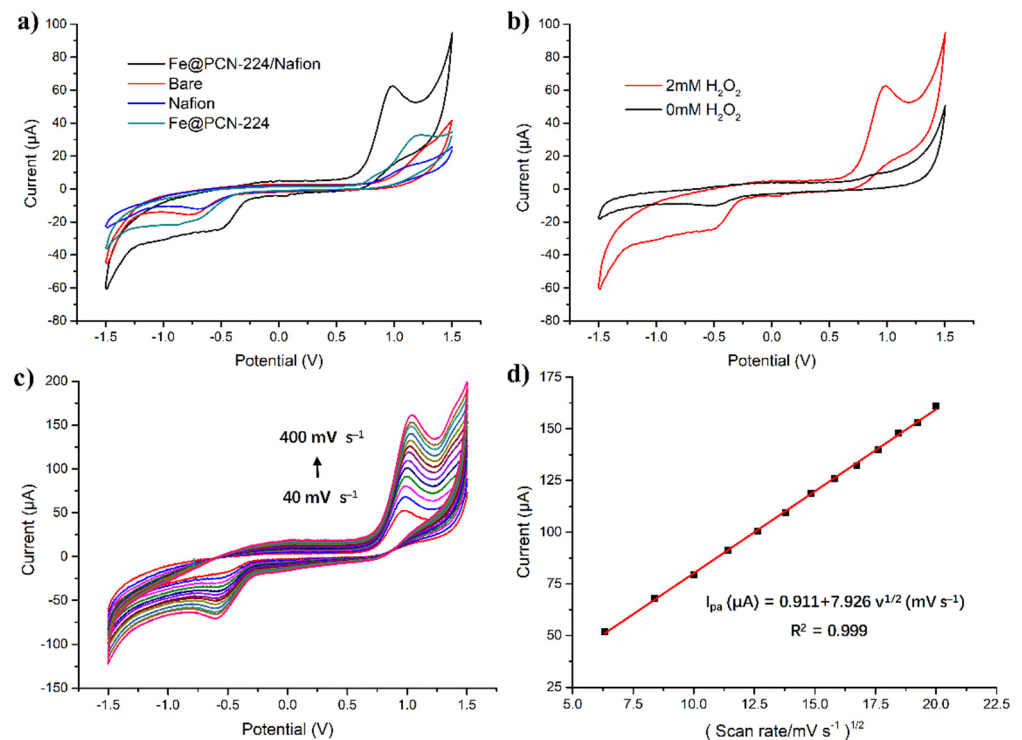 a)
100
80
60
40
20
0
-20
-40
-60
-80
Current (µA)
Fe@PCN-224/Nafion
Bare
Nafion
Fe@PCN-224
-1.5 -1.0 -0.5 0.0 0.5 1.0 1.5
Potential (V)
b)
100
80
60
40
20
0
-20
-40
-60
-80
Current (µA)
2mM H₂O₂
0mM H₂O₂
-1.5 -1.0 -0.5 0.0 0.5 1.0 1.5
Potential (V)
c)
200
150
100
50
0
-50
-100
-150
Current (µA)
400 mV s⁻¹
40 mV s⁻¹
-1.5 -1.0 -0.5 0.0 0.5 1.0 1.5
Potential (V)
d)
175
150
125
100
75
50
25
Current (µA)
I_pa (µA) = 0.911+7.926 v^1/2 (mV s⁻¹)
R² = 0.999
5.0 7.5 10.0 12.5 15.0 17.5 20.0 22.5
( Scan rate/mV s⁻¹ )^1/2